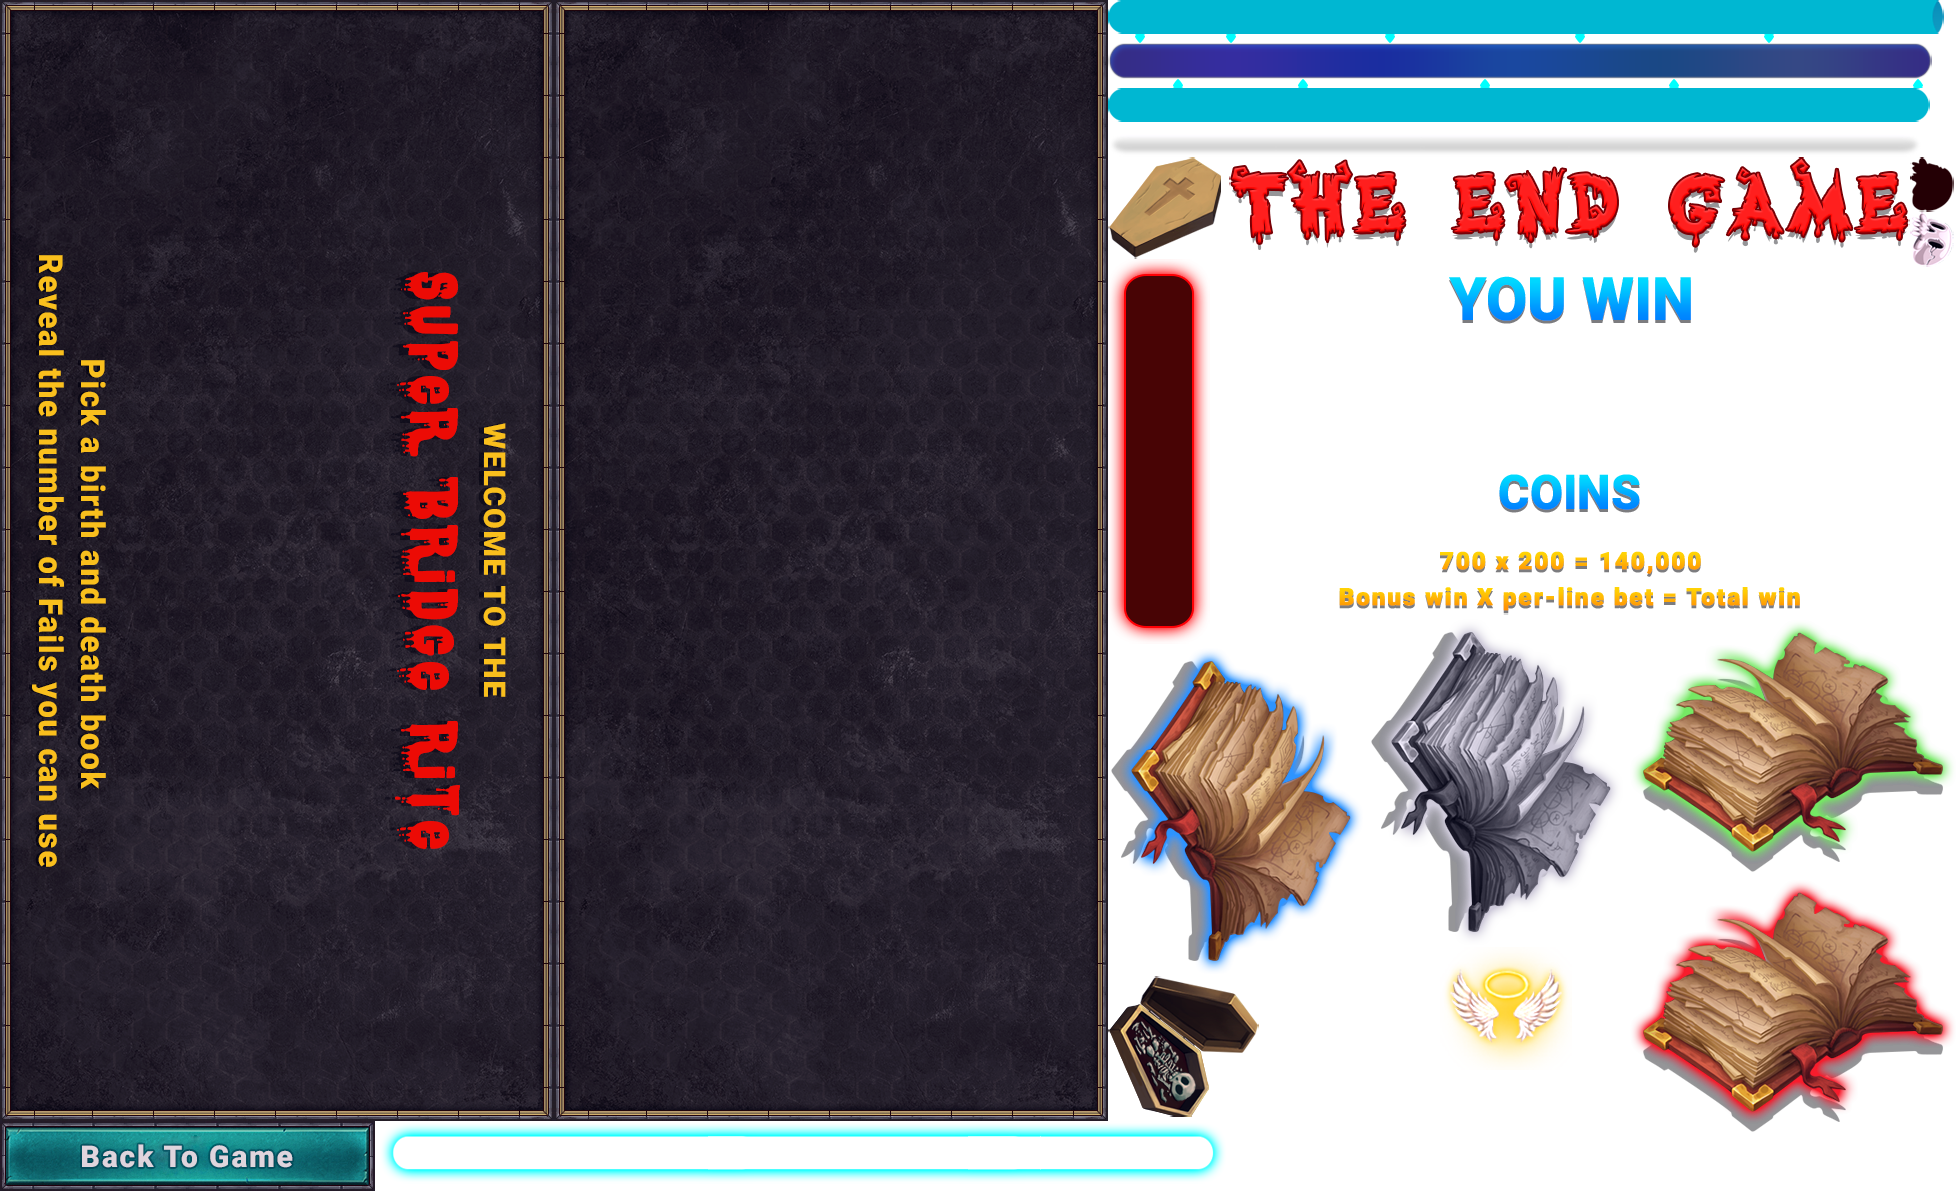 WELCOME TO THE
SUPER BRIDGE RITE
Pick a birth and death book
Reveal the number of Fails you can use
THE END GAME
YOU WIN
COINS
700 x 200 = 140,000
Bonus win X per-line bet = Total win
Back To Game